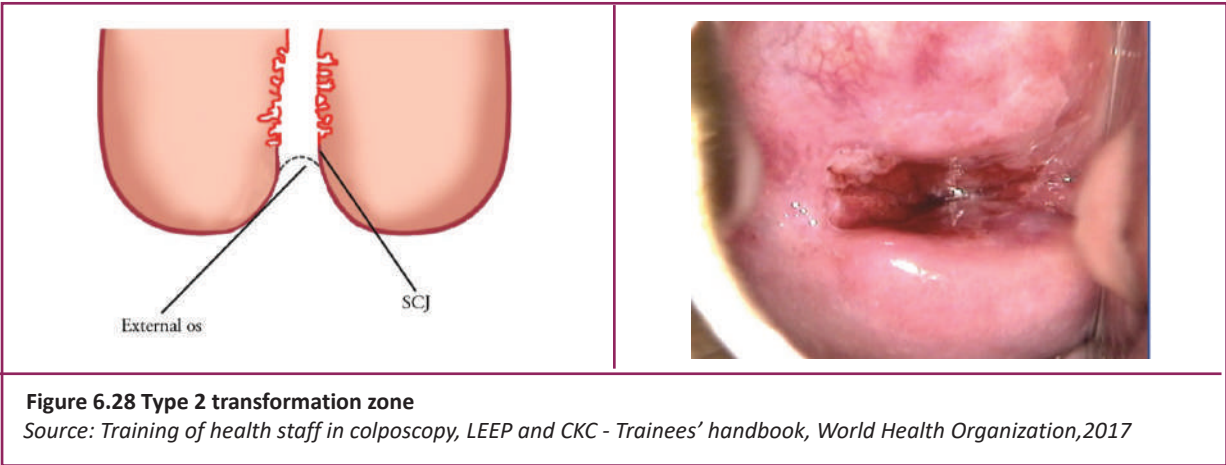 External os
SCJ
Figure 6.28 Type 2 transformation zone
Source: Training of health staff in colposcopy, LEEP and CKC - Trainees' handbook, World Health Organization,2017